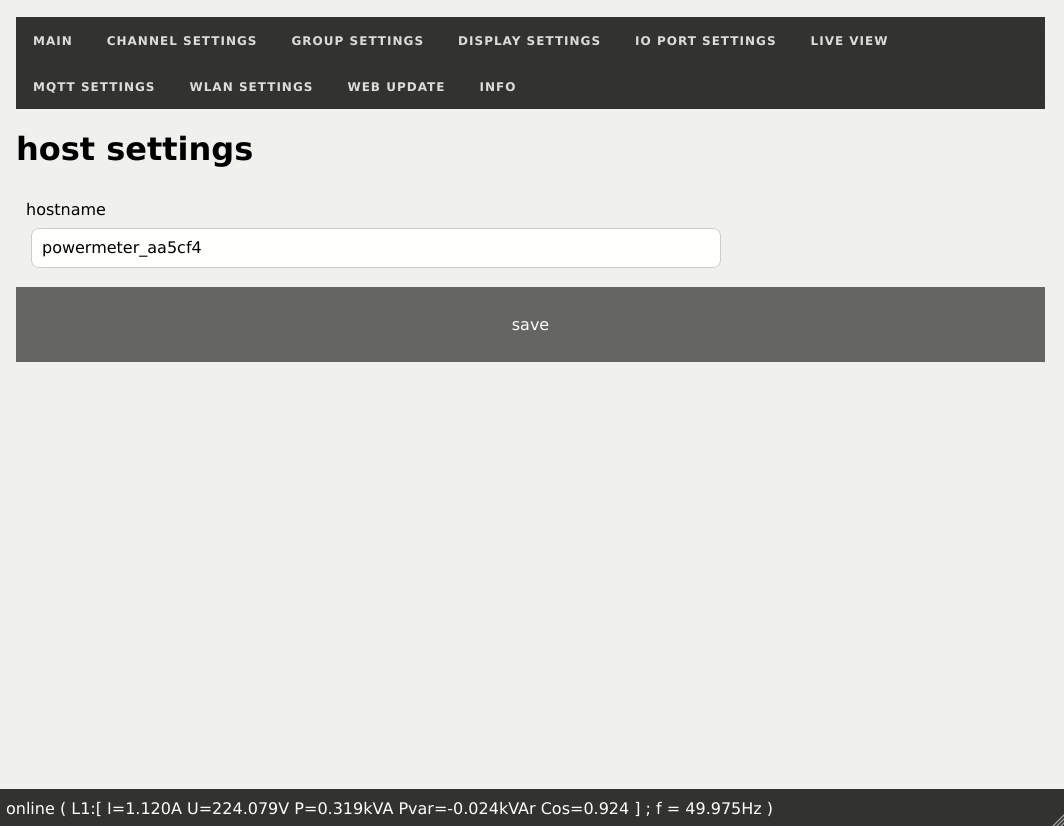 MAIN CHANNEL SETTINGS GROUP SETTINGS DISPLAY SETTINGS IO PORT SETTINGS LIVE VIEW
MQTT SETTINGS WLAN SETTINGS WEB UPDATE INFO
host settings
hostname
powermeter_aa5cf4
save
online ( L1:[ I=1.120A U=224.079V P=0.319kVA Pvar=-0.024kVAr Cos=0.924 ] ; f = 49.975Hz )